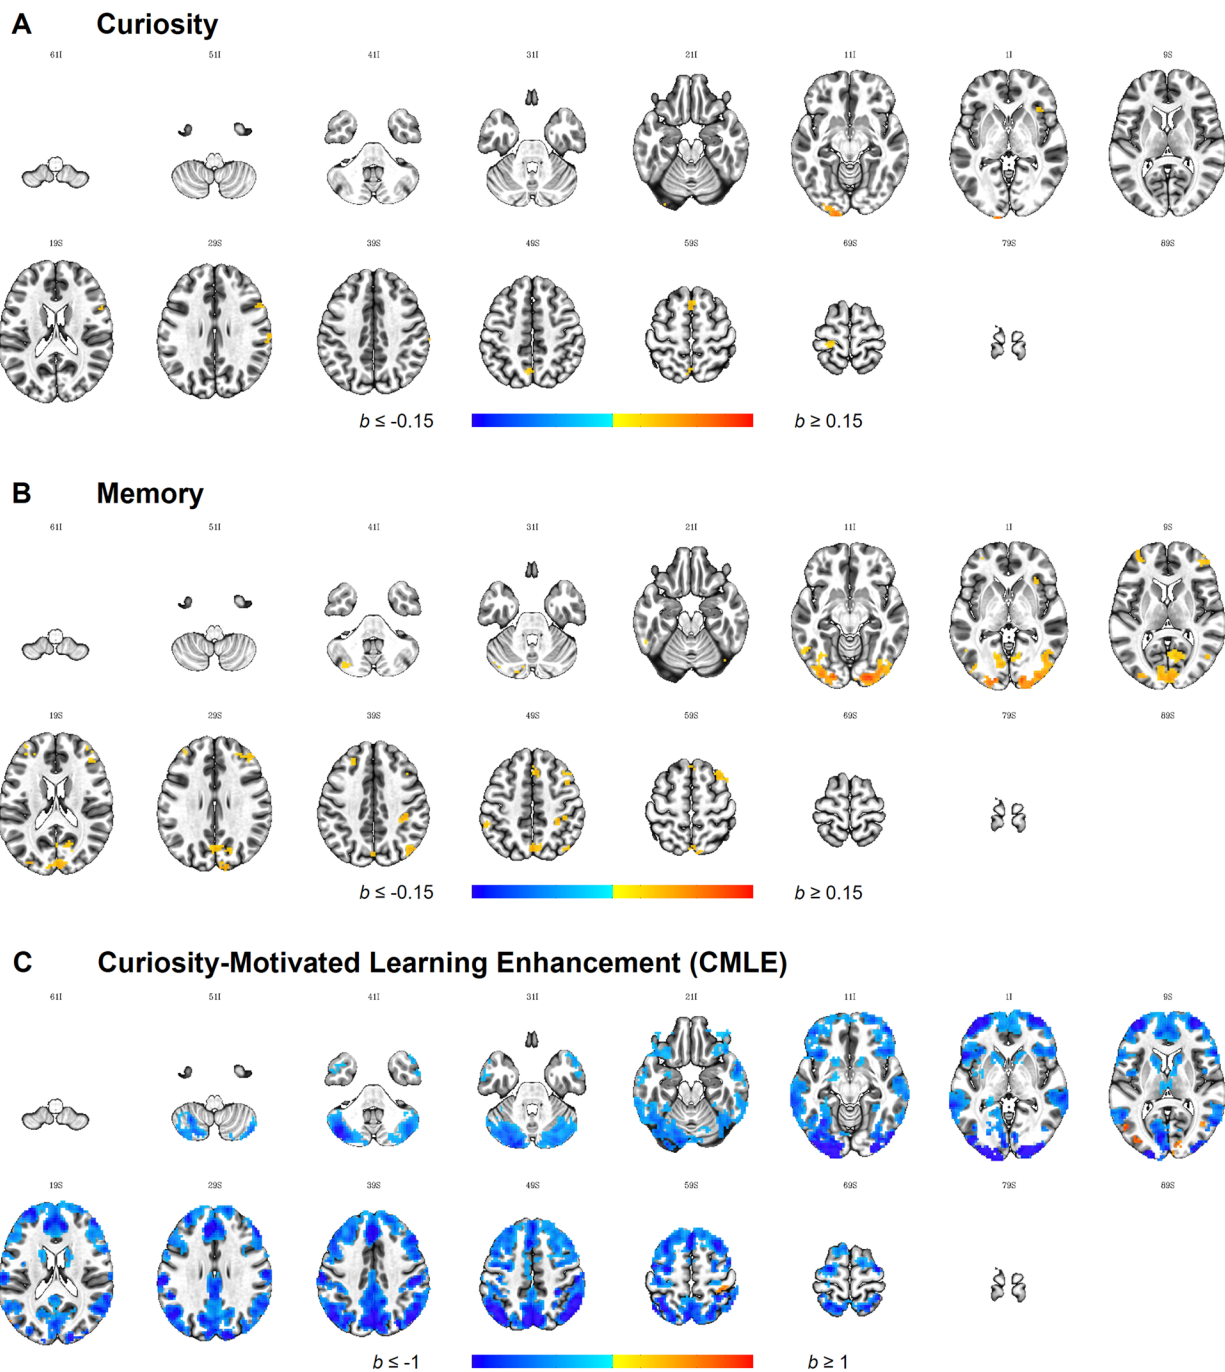 A Curiosity
61I 51I 41I 31I 21I 11I 1I 9S
19S 29S 39S 49S 59S 69S 79S 89S
b ≤ -0.15 b ≥ 0.15
B Memory
61I 51I 41I 31I 21I 11I 1I 9S
19S 29S 39S 49S 59S 69S 79S 89S
b ≤ -0.15 b ≥ 0.15
C Curiosity-Motivated Learning Enhancement (CMLE)
61I 51I 41I 31I 21I 11I 1I 9S
19S 29S 39S 49S 59S 69S 79S 89S
b ≤ -1 b ≥ 1